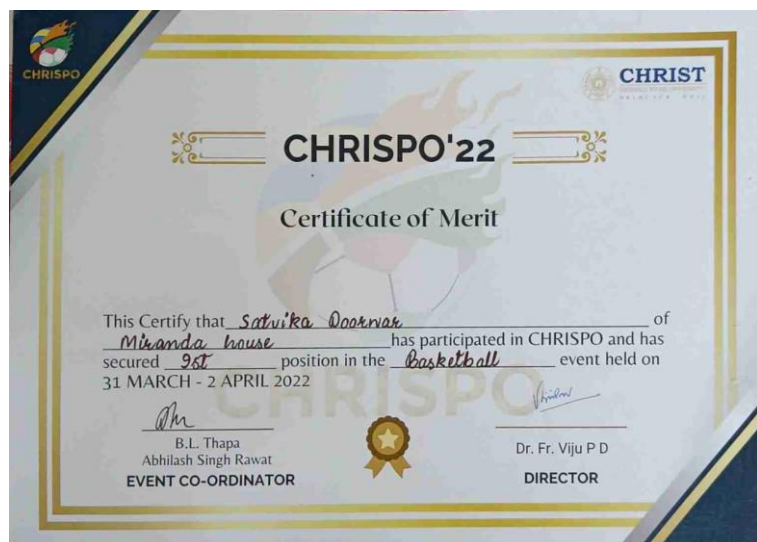 CHRISPO
CHRIST
CHRISPO'22
Certificate of Merit
This Certify that Satvika Doorwar of
Miranda house has participated in CHRISPO and has
secured 1st position in the Basketball event held on
31 MARCH - 2 APRIL 2022
CHRISPO
B.L. Thapa
Abhilash Singh Rawat
EVENT CO-ORDINATOR
Dr. Fr. Viju P D
DIRECTOR